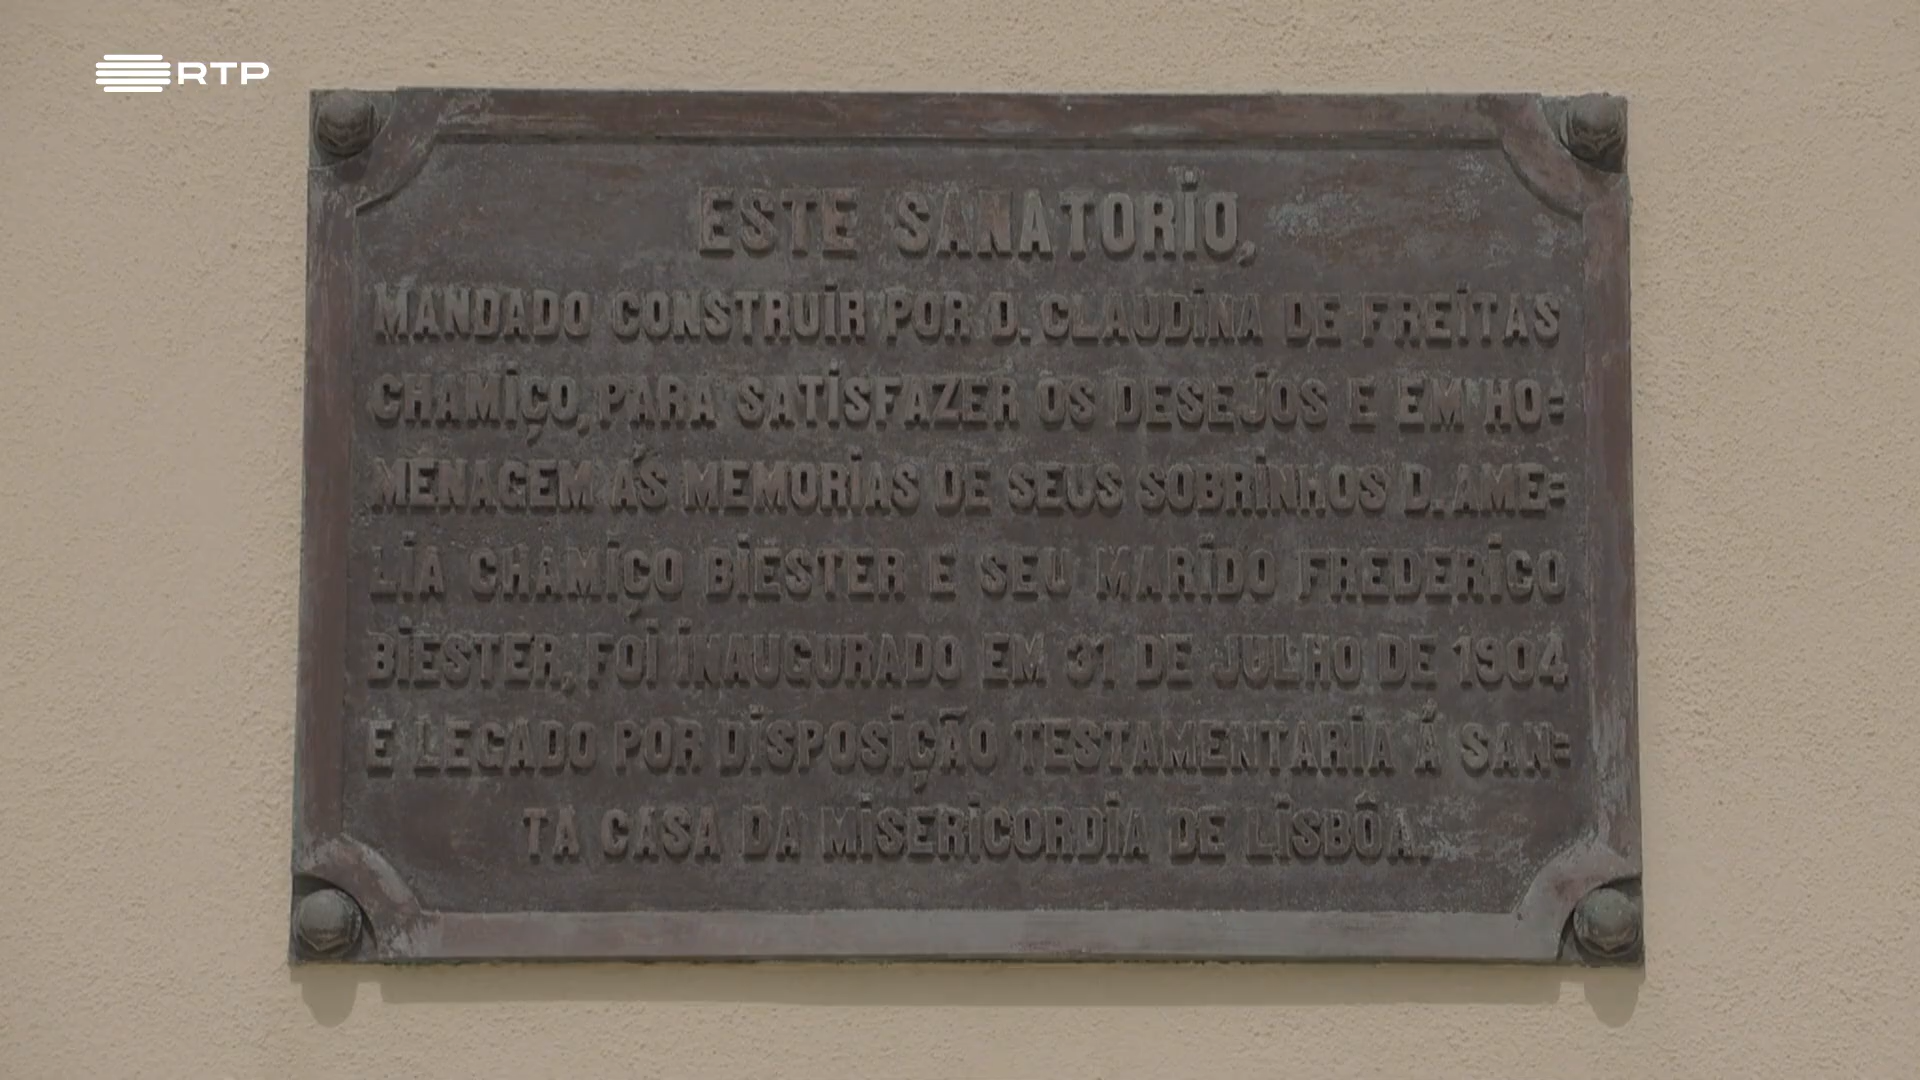 RTP
ESTE SANATORIO,
MANDADO CONSTRUIR POR D. CLAUDINA DE FREITAS
CHAMIÇO, PARA SATISFAZER OS DESEJOS E EM HO=
MENAGEM ÁS MEMORIAS DE SEUS SOBRINHOS D. AME=
LIA CHAMIÇO BIESTER E SEU MARIDO FREDERICO
BIESTER, FOI INAUGURADO EM 31 DE JULHO DE 1904
E LEGADO POR DISPOSIÇÃO TESTAMENTARIA Á SAN=
TA CASA DA MISERICORDIA DE LISBÔA.